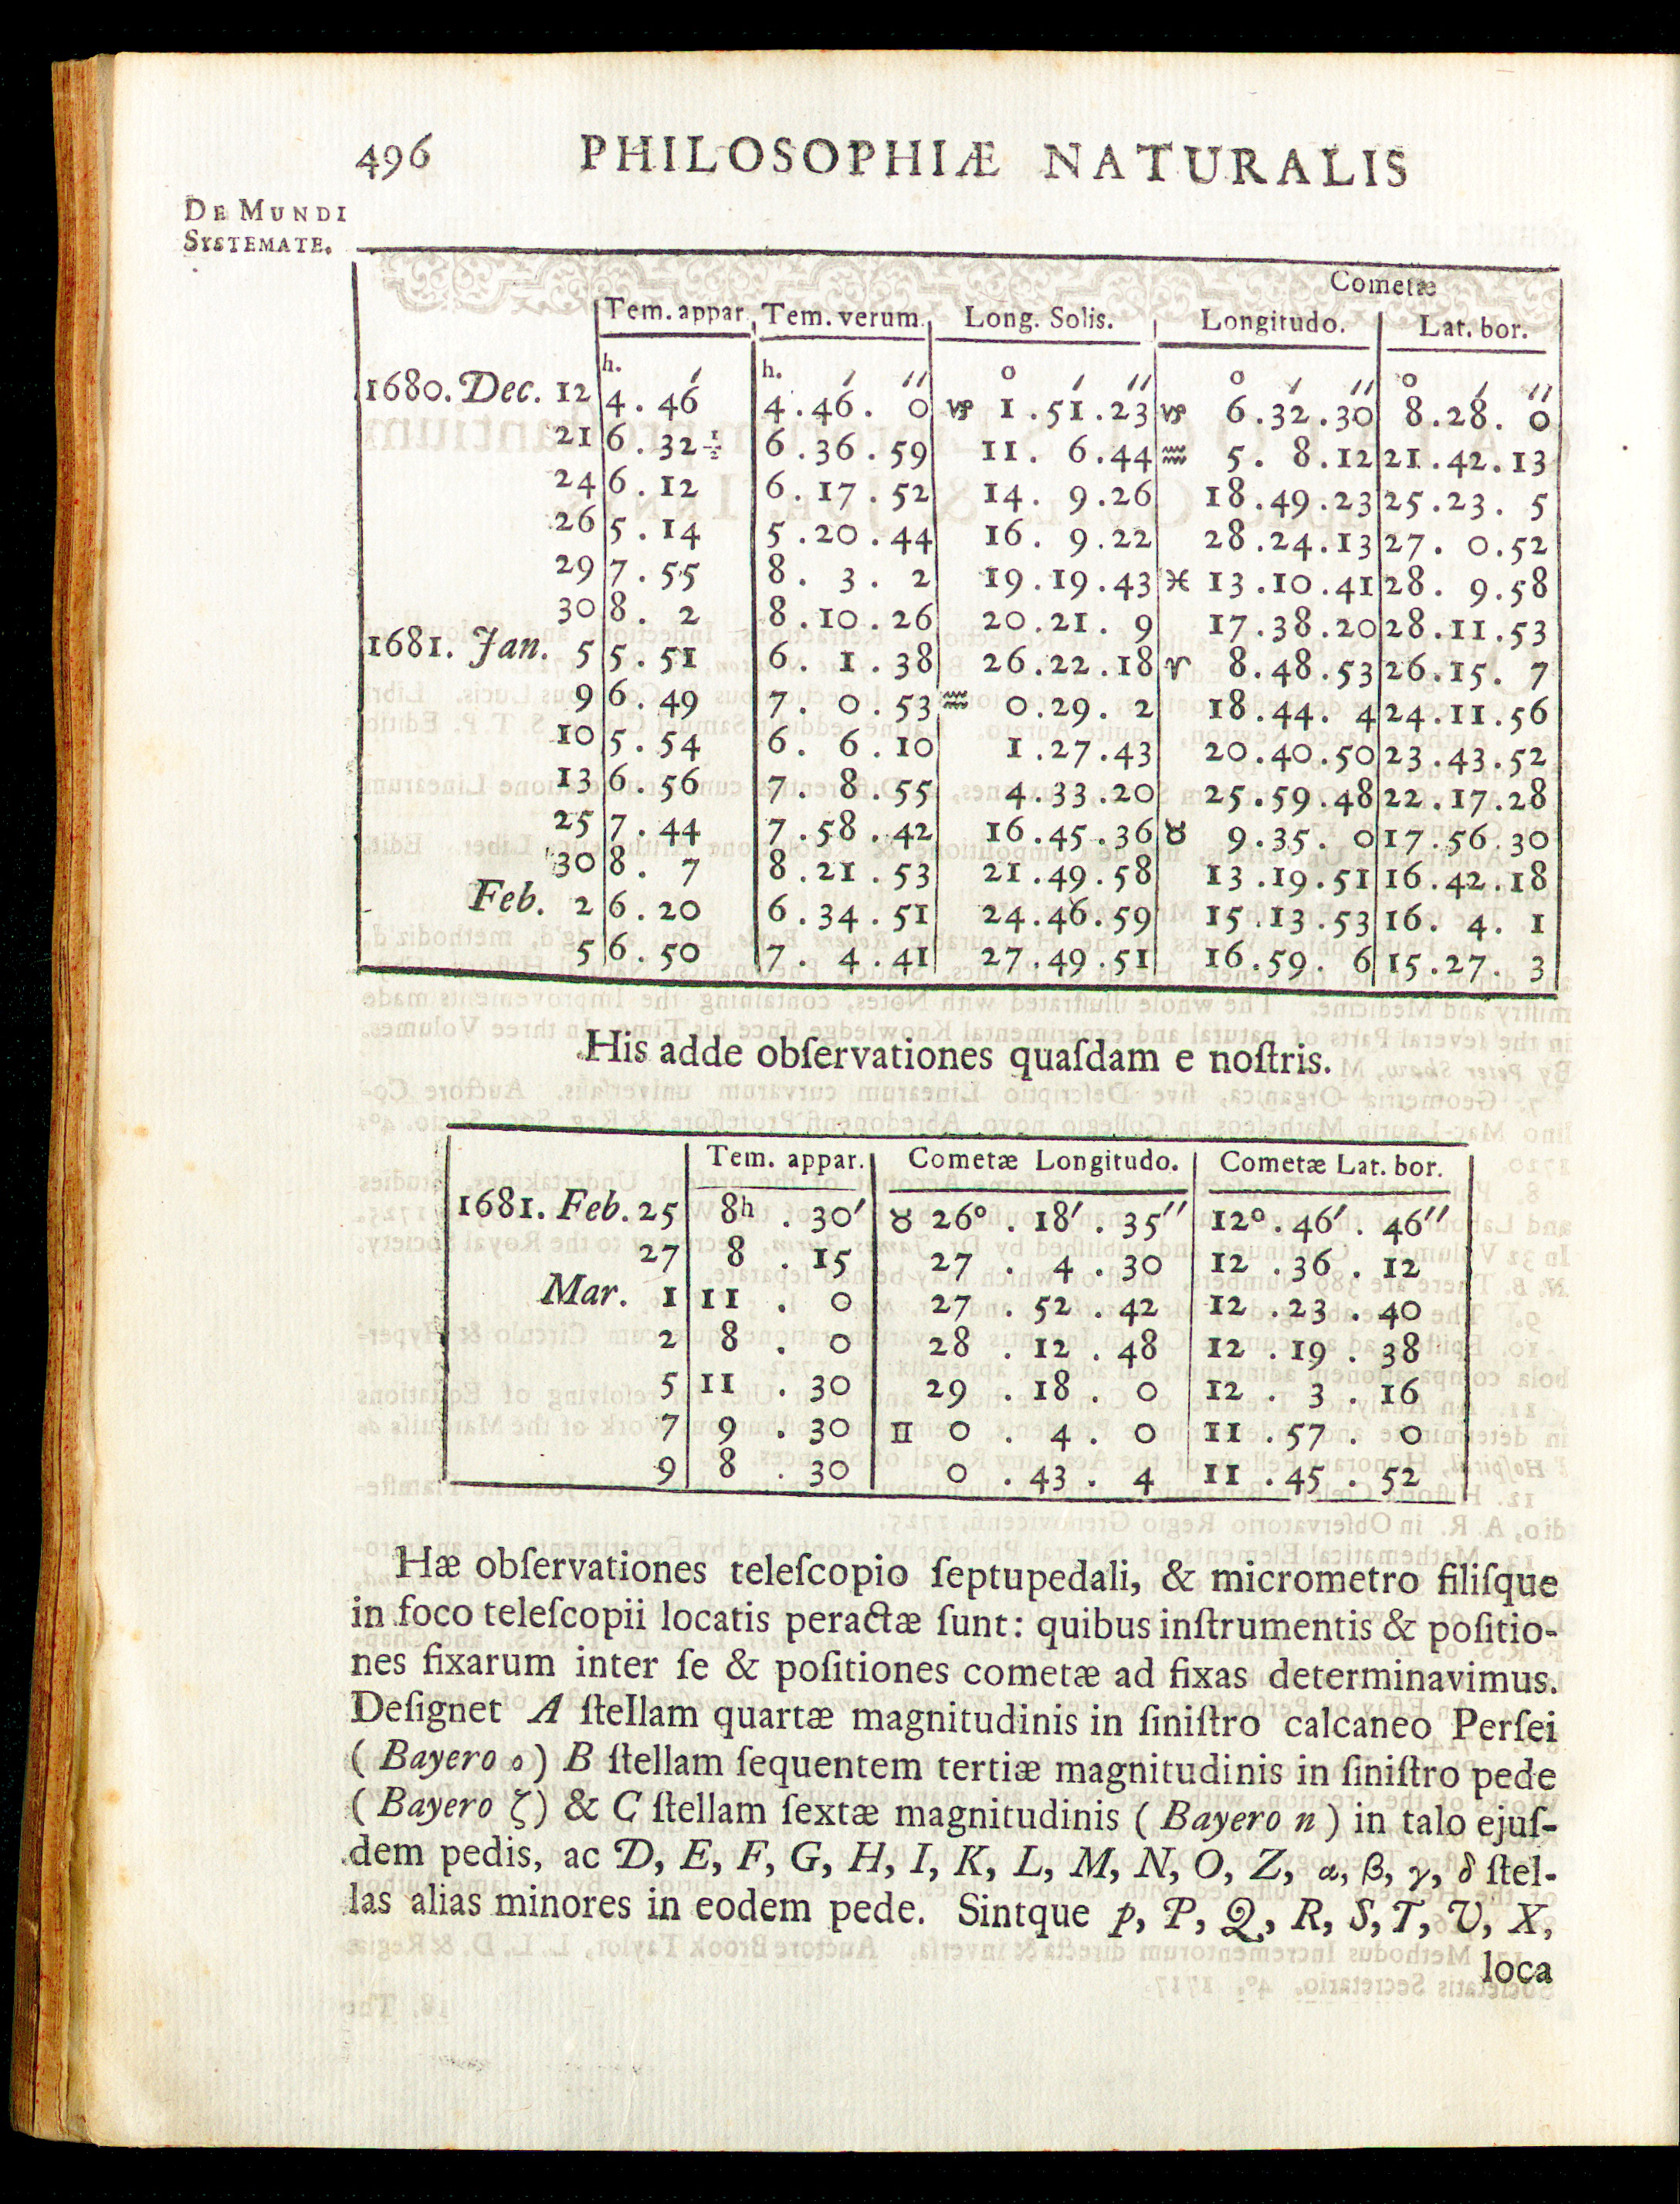 496 PHILOSOPHIÆ NATURALIS
DE MUNDI
SYSTEMATE.
Cometæ
Tem. appar. Tem. verum. Long. Solis. Longitudo. Lat. bor.
h. ′ h. ′ ″ o ′ ″ o ′ ″ o ′ ″
1680. Dec. 12 4 . 46 4 . 46 . 0 ♑ 1 . 51 . 23 ♑ 6 . 32 . 30 8 . 28 . 0
21 6 . 32½ 6 . 36 . 59 11 . 6 . 44 ♒ 5 . 8 . 12 21 . 42 . 13
24 6 . 12 6 . 17 . 52 14 . 9 . 26 18 . 49 . 23 25 . 23 . 5
26 5 . 14 5 . 20 . 44 16 . 9 . 22 28 . 24 . 13 27 . 0 . 52
29 7 . 55 8 . 3 . 2 19 . 19 . 43 ♓ 13 . 10 . 41 28 . 9 . 58
30 8 . 2 8 . 10 . 26 20 . 21 . 9 17 . 38 . 20 28 . 11 . 53
1681. Jan. 5 5 . 51 6 . 1 . 38 26 . 22 . 18 ♈ 8 . 48 . 53 26 . 15 . 7
9 6 . 49 7 . 0 . 53 ♒ 0 . 29 . 2 18 . 44 . 4 24 . 11 . 56
10 5 . 54 6 . 6 . 10 1 . 27 . 43 20 . 40 . 50 23 . 43 . 52
13 6 . 56 7 . 8 . 55 4 . 33 . 20 25 . 59 . 48 22 . 17 . 28
25 7 . 44 7 . 58 . 42 16 . 45 . 36 ♉ 9 . 35 . 0 17 . 56 . 30
30 8 . 7 8 . 21 . 53 21 . 49 . 58 13 . 19 . 51 16 . 42 . 18
Feb. 2 6 . 20 6 . 34 . 51 24 . 46 . 59 15 . 13 . 53 16 . 4 . 1
5 6 . 50 7 . 4 . 41 27 . 49 . 51 16 . 59 . 6 15 . 27 . 3
His adde obſervationes quaſdam e noſtris.
Tem. appar. Cometæ Longitudo. Cometæ Lat. bor.
1681. Feb. 25 8h . 30′ ♉ 26° . 18′ . 35″ 12° . 46′ . 46″
27 8 . 15 27 . 4 . 30 12 . 36 . 12
Mar. 1 11 . 0 27 . 52 . 42 12 . 23 . 40
2 8 . 0 28 . 12 . 48 12 . 19 . 38
5 11 . 30 29 . 18 . 0 12 . 3 . 16
7 9 . 30 ♊ 0 . 4 . 0 11 . 57 . 0
9 8 . 30 0 . 43 . 4 11 . 45 . 52
Hæ obſervationes teleſcopio ſeptupedali, & micrometro filiſque
in foco teleſcopii locatis peractæ ſunt: quibus inſtrumentis & poſitio-
nes fixarum inter ſe & poſitiones cometæ ad fixas determinavimus.
Deſignet A ſtellam quartæ magnitudinis in ſiniſtro calcaneo Perſei
( Bayero ο) B ſtellam ſequentem tertiæ magnitudinis in ſiniſtro pede
( Bayero ζ) & C ſtellam ſextæ magnitudinis ( Bayero n ) in talo ejuſ-
dem pedis, ac D, E, F, G, H, I, K, L, M, N, O, Z, α, β, γ, δ ſtel-
las alias minores in eodem pede. Sintque p, P, Q, R, S, T, V, X,
loca